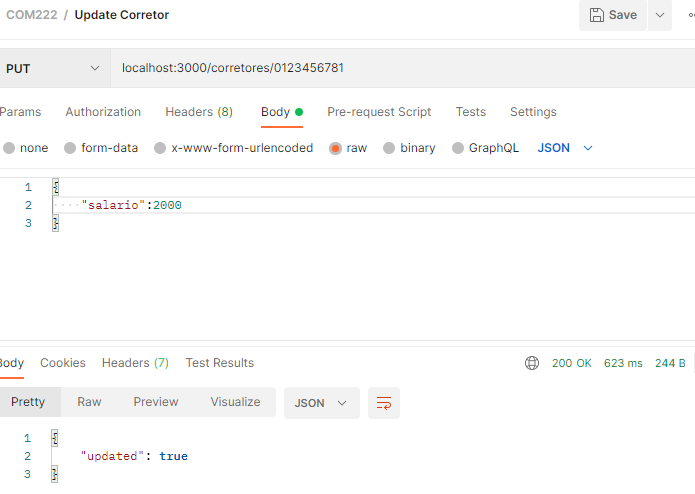 COM222 / Update Corretor Save
PUT localhost:3000/corretores/0123456781
Params Authorization Headers (8) Body Pre-request Script Tests Settings
none form-data x-www-form-urlencoded raw binary GraphQL JSON
1 {
2 "salario":2000
3 }
Body Cookies Headers (7) Test Results 200 OK 623 ms 244 B
Pretty Raw Preview Visualize JSON
1 {
2 "updated": true
3 }